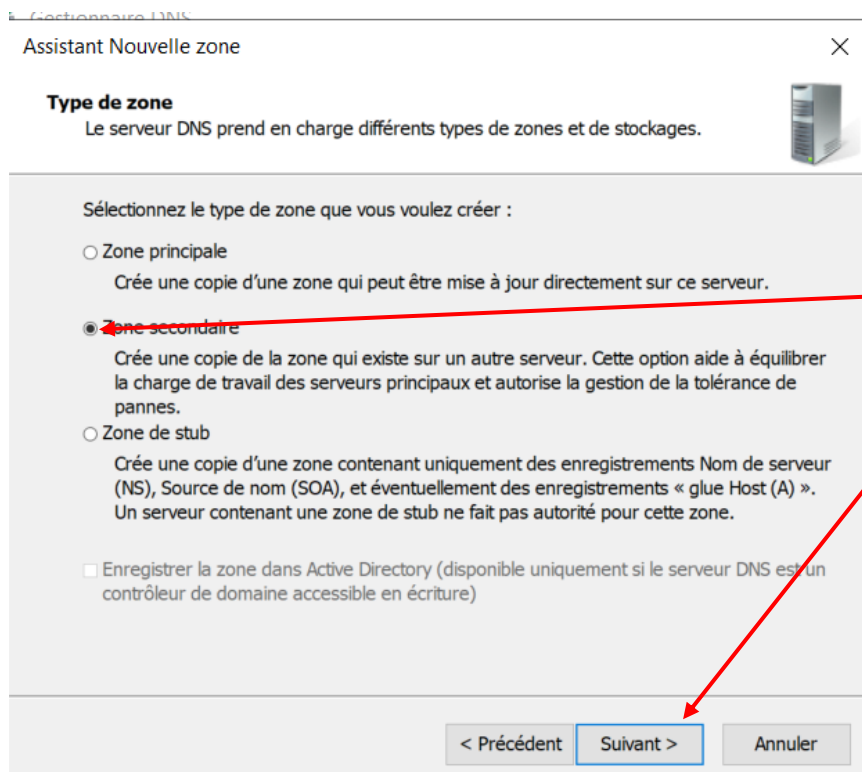 Gestionnaire DNS
Assistant Nouvelle zone
Type de zone
Le serveur DNS prend en charge différents types de zones et de stockages.
Sélectionnez le type de zone que vous voulez créer :
Zone principale
Crée une copie d'une zone qui peut être mise à jour directement sur ce serveur.
Zone secondaire
Crée une copie de la zone qui existe sur un autre serveur. Cette option aide à équilibrer
la charge de travail des serveurs principaux et autorise la gestion de la tolérance de
pannes.
Zone de stub
Crée une copie d'une zone contenant uniquement des enregistrements Nom de serveur
(NS), Source de nom (SOA), et éventuellement des enregistrements « glue Host (A) ».
Un serveur contenant une zone de stub ne fait pas autorité pour cette zone.
Enregistrer la zone dans Active Directory (disponible uniquement si le serveur DNS est un
contrôleur de domaine accessible en écriture)
< Précédent Suivant > Annuler